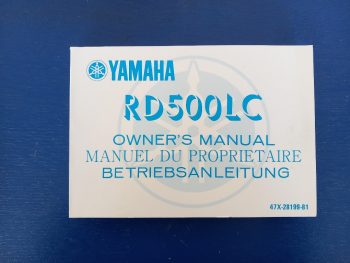 YAMAHA
RD500LC
OWNER'S MANUAL
MANUEL DU PROPRIETAIRE
BETRIEBSANLEITUNG
47X-28199-81